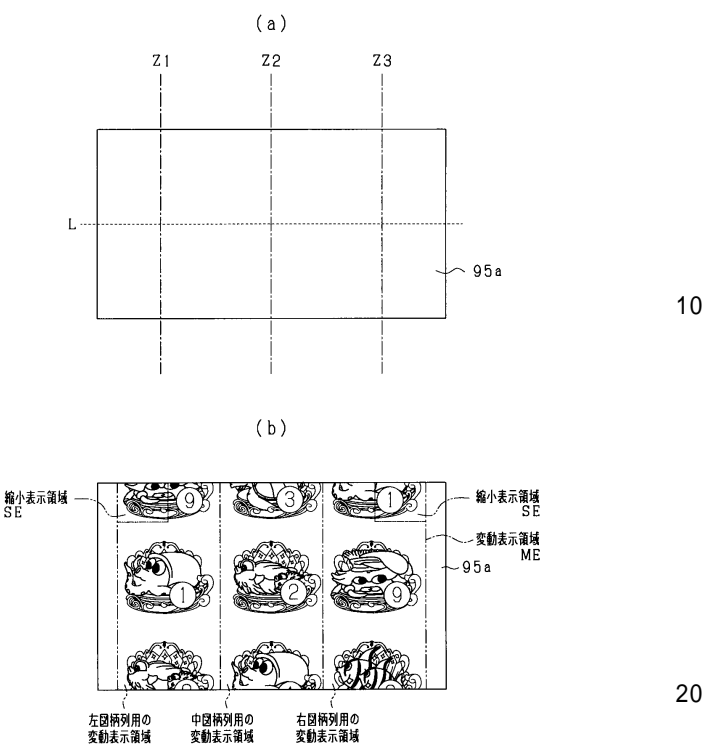 (a)
Z1 Z2 Z3
L
95a
10
(b)
縮小表示領域
SE
9 3 1
縮小表示領域
SE
変動表示領域
ME
95a
1 2 9
20
左図柄列用の
変動表示領域
中図柄列用の
変動表示領域
右図柄列用の
変動表示領域